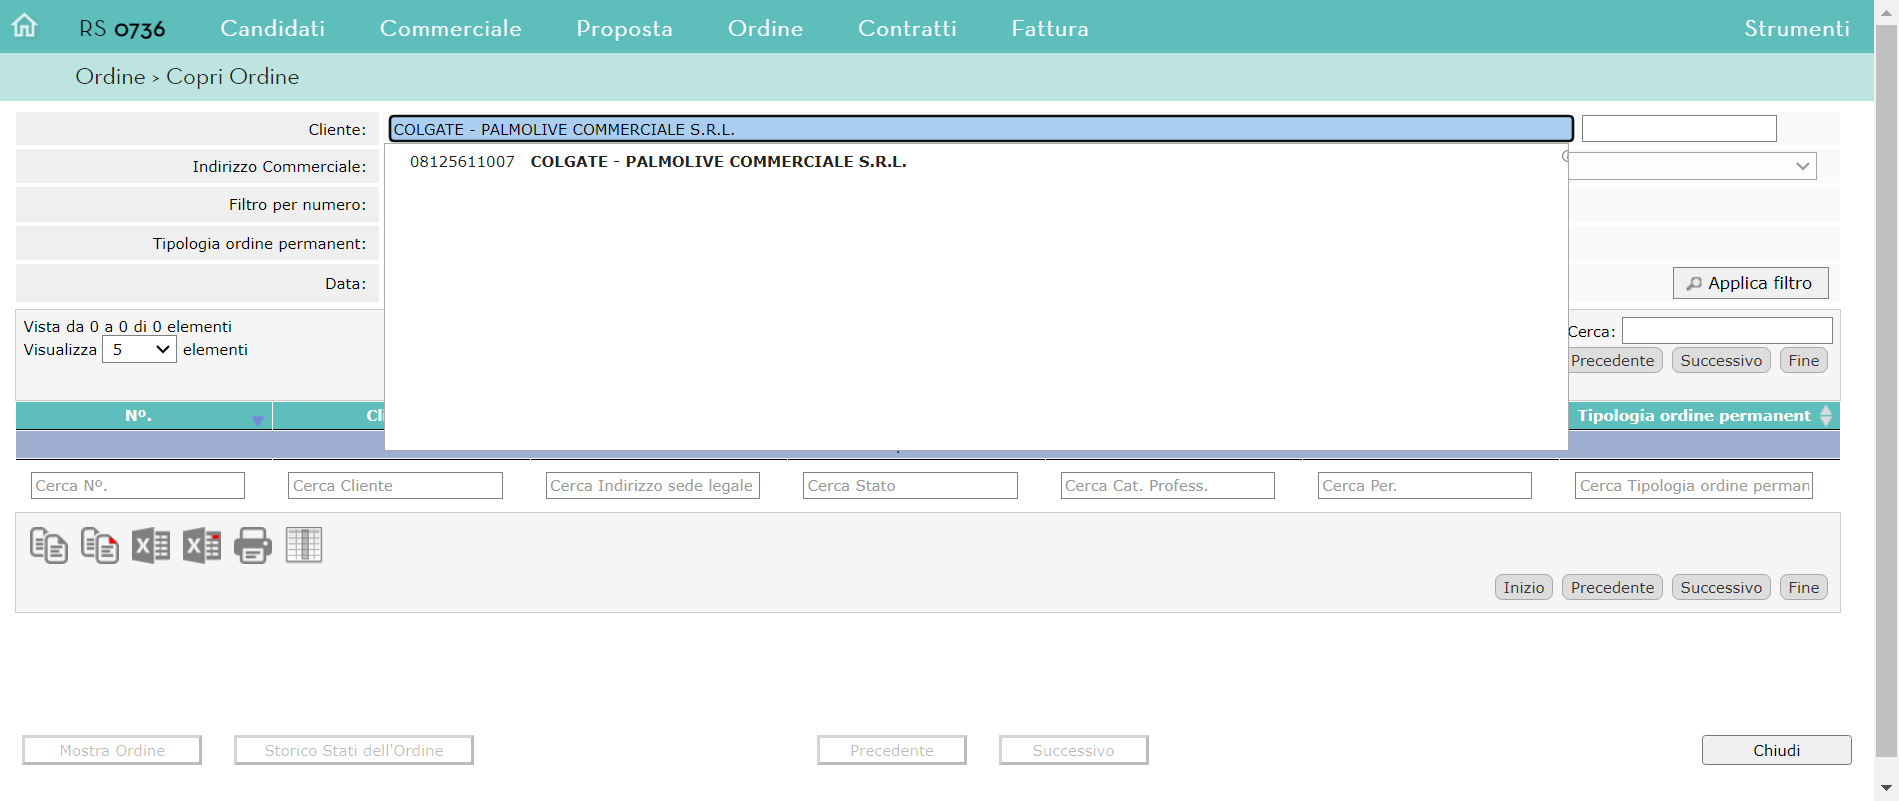 RS 0736 Candidati Commerciale Proposta Ordine Contratti Fattura Strumenti
Ordine > Copri Ordine
Cliente: COLGATE - PALMOLIVE COMMERCIALE S.R.L.
08125611007 COLGATE - PALMOLIVE COMMERCIALE S.R.L.
Indirizzo Commerciale:
Filtro per numero:
Tipologia ordine permanent:
Data: Applica filtro
Vista da 0 a 0 di 0 elementi Cerca:
Visualizza 5 elementi
Precedente Successivo Fine
Nº. Cli Tipologia ordine permanent
Cerca Nº. Cerca Cliente Cerca Indirizzo sede legale Cerca Stato Cerca Cat. Profess. Cerca Per. Cerca Tipologia ordine perman
Inizio Precedente Successivo Fine
Mostra Ordine Storico Stati dell'Ordine Precedente Successivo Chiudi